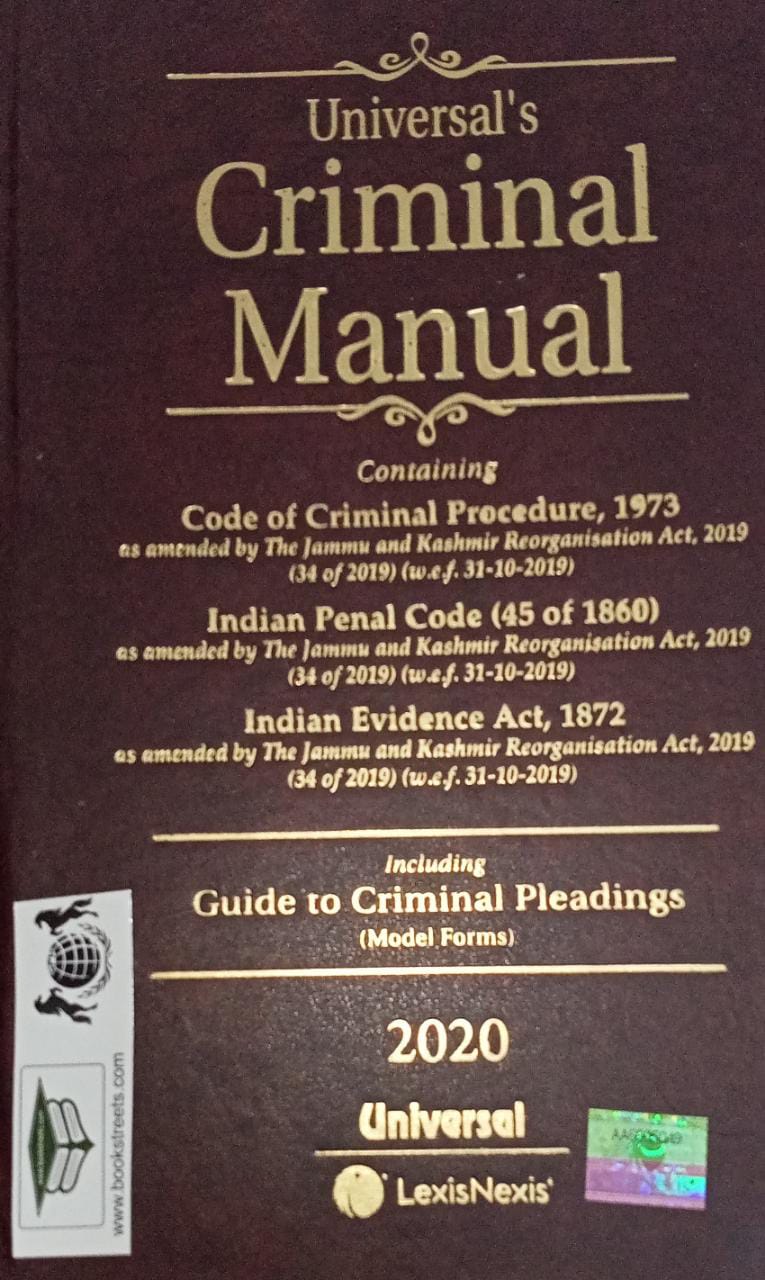 Universal's
Criminal
Manual
Containing
Code of Criminal Procedure, 1973
as amended by The Jammu and Kashmir Reorganisation Act, 2019
(34 of 2019) (w.e.f. 31-10-2019)
Indian Penal Code (45 of 1860)
as amended by The Jammu and Kashmir Reorganisation Act, 2019
(34 of 2019) (w.e.f. 31-10-2019)
Indian Evidence Act, 1872
as amended by The Jammu and Kashmir Reorganisation Act, 2019
(34 of 2019) (w.e.f. 31-10-2019)
Including
Guide to Criminal Pleadings
(Model Forms)
2020
Universal
LexisNexis
www.bookstreets.com